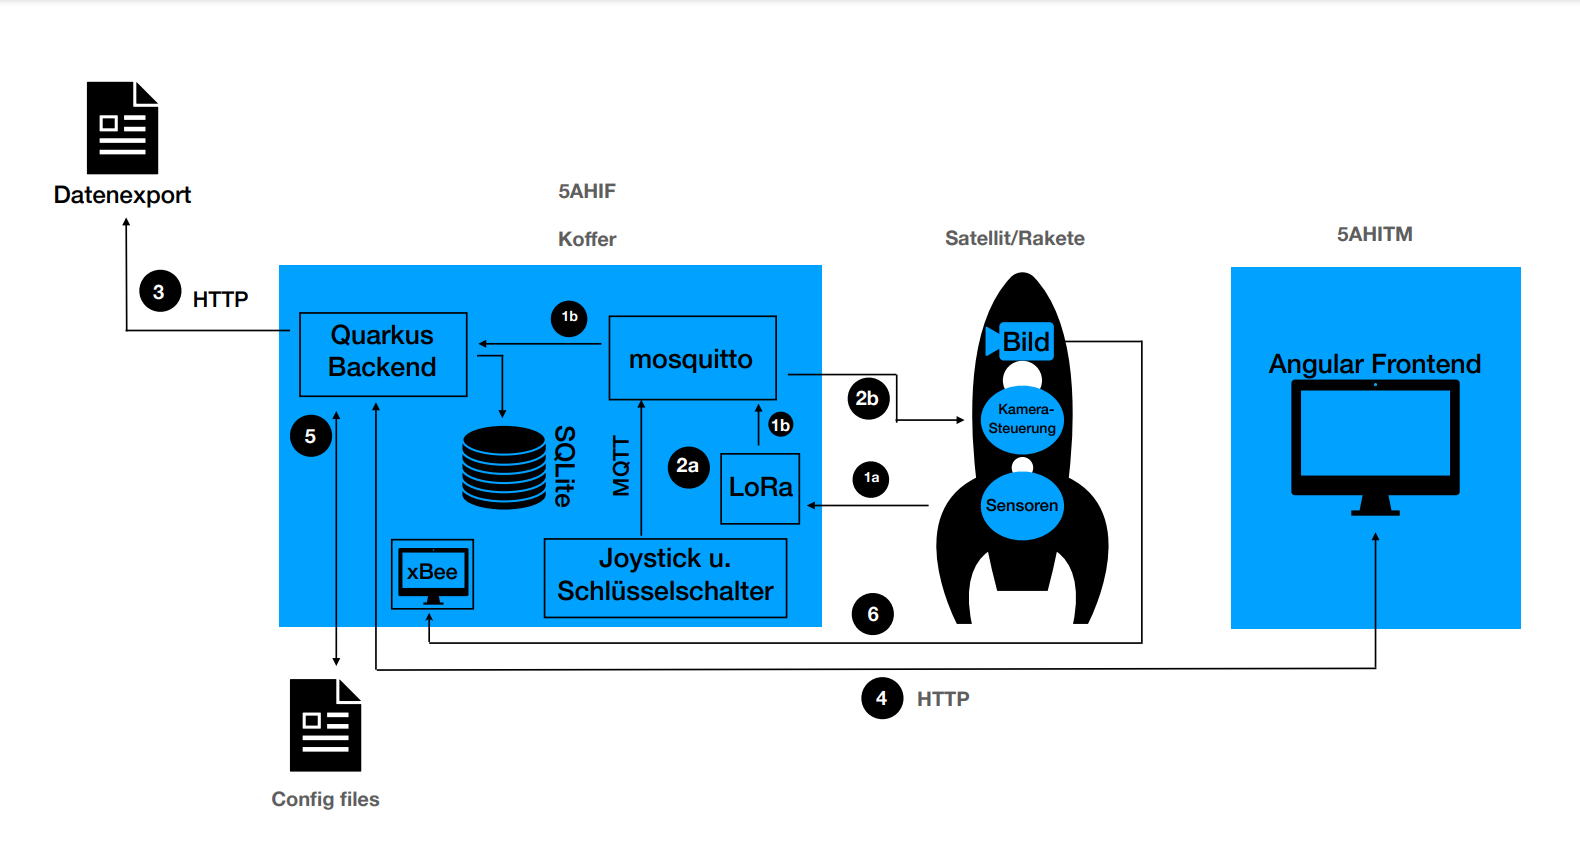 Datenexport
3
HTTP
5AHIF
Koffer
Satellit/Rakete
5AHITM
Quarkus
Backend
1b
mosquitto
2b
Bild
Kamera-
Steuerung
Sensoren
Angular Frontend
5
SQLite
MQTT
2a
1b
LoRa
1a
xBee
Joystick u.
Schlüsselschalter
6
4
HTTP
Config files